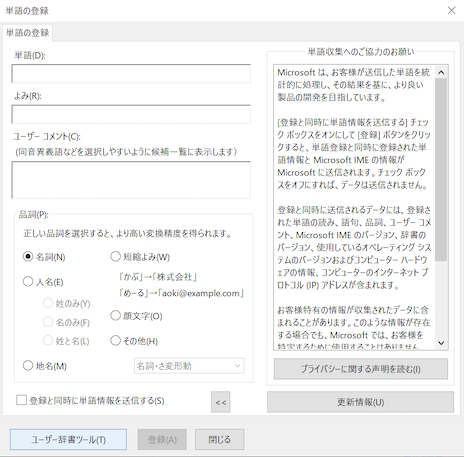 単語の登録
単語の登録
単語(D):
よみ(R):
ユーザー コメント(C):
(同音異義語などを選択しやすいように候補一覧に表示します)
品詞(P):
正しい品詞を選択すると、より高い変換精度を得られます。
名詞(N)
短縮よみ(W)
人名(E)
「かぶ」→「株式会社」
「めーる」→「aoki@example.com」
姓のみ(Y)
名のみ(F)
顔文字(O)
姓と名(L)
その他(H)
地名(M)
名詞・さ変形動
登録と同時に単語情報を送信する(S)
<<
単語収集へのご協力のお願い
Microsoft は、お客様が送信した単語を統
計的に処理し、その結果を基に、より良い
製品の開発を目指しています。
[登録と同時に単語情報を送信する] チェッ
ク ボックスをオンにして [登録] ボタンをクリッ
クすると、単語登録と同時に登録された単
語情報と Microsoft IME の情報が
Microsoft に送信されます。チェック ボック
スをオフにすれば、データは送信されません。
登録と同時に送信されるデータには、登録さ
れた単語の読み、語句、品詞、ユーザー コメ
ント、Microsoft IME のバージョン、辞書の
バージョン、使用しているオペレーティング システ
ムのバージョンおよびコンピューター ハードウ
ェアの情報、コンピューターのインターネット プロ
トコル (IP) アドレスが含まれます。
お客様特有の情報が収集されたデータに含
まれることがあります。このような情報が存在
する場合でも、Microsoft では、お客様を
特定するために使用することはありません
プライバシーに関する声明を読む(I)
更新情報(U)
ユーザー辞書ツール(T)
登録(A)
閉じる